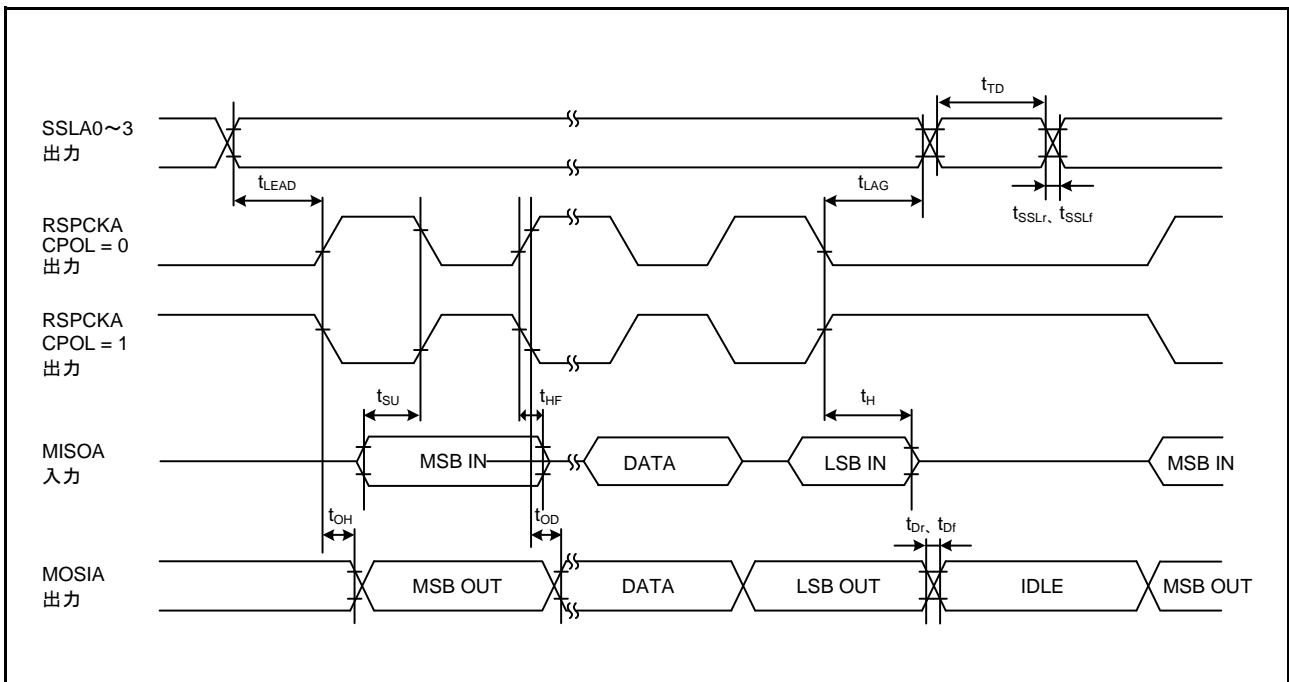 SSLA0～3
出力
tTD
tLEAD
tLAG
tSSLr、tSSLf
RSPCKA
CPOL = 0
出力
RSPCKA
CPOL = 1
出力
tSU
tHF
tH
MISOA
入力
MSB IN
DATA
LSB IN
MSB IN
tOH
tOD
tDr、tDf
MOSIA
出力
MSB OUT
DATA
LSB OUT
IDLE
MSB OUT